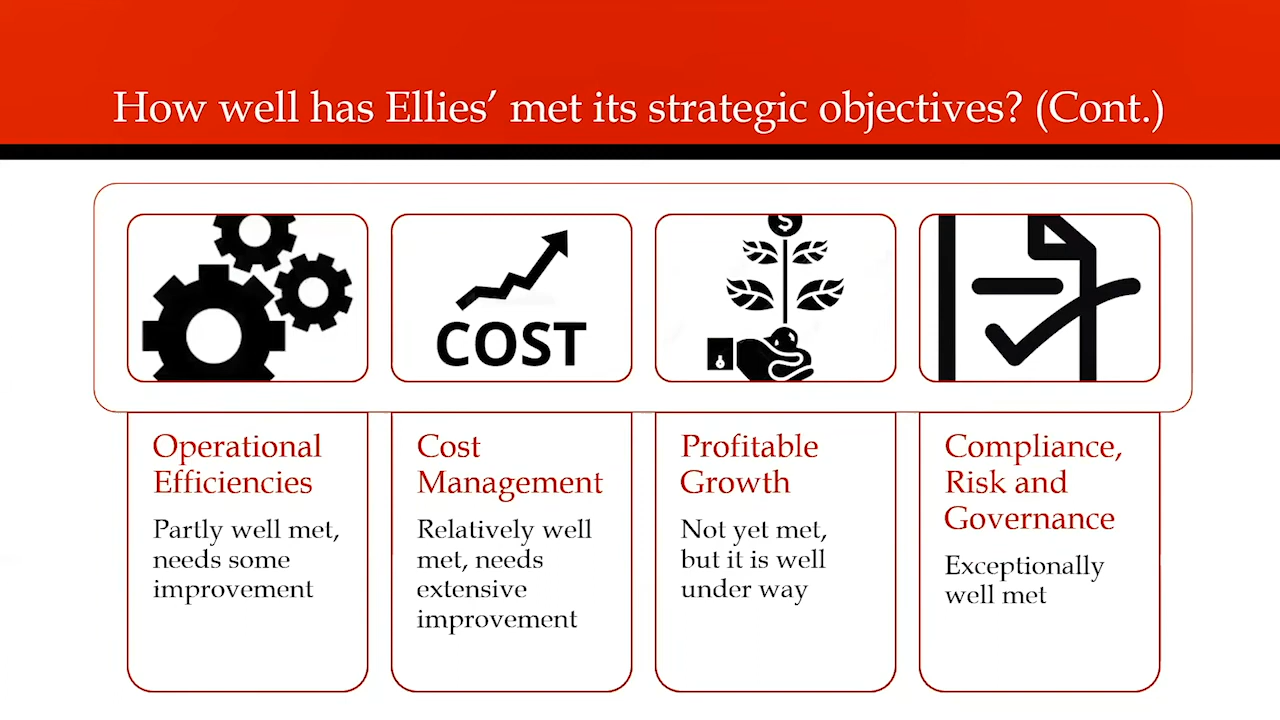 How well has Ellies’ met its strategic objectives? (Cont.)
$
COST
Operational
Efficiencies
Partly well met,
needs some
improvement
Cost
Management
Relatively well
met, needs
extensive
improvement
Profitable
Growth
Not yet met,
but it is well
under way
Compliance,
Risk and
Governance
Exceptionally
well met